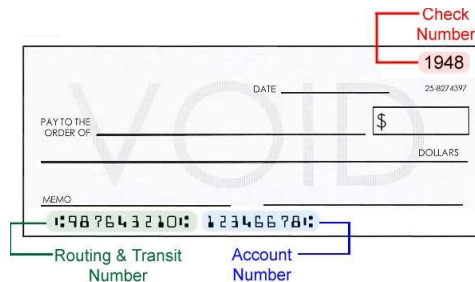 Check
Number
VOID
1948
DATE 25-8274397
PAY TO THE
ORDER OF $
DOLLARS
MEMO
⑆987643210⑆ 12346678⑆
Routing & Transit
Number
Account
Number